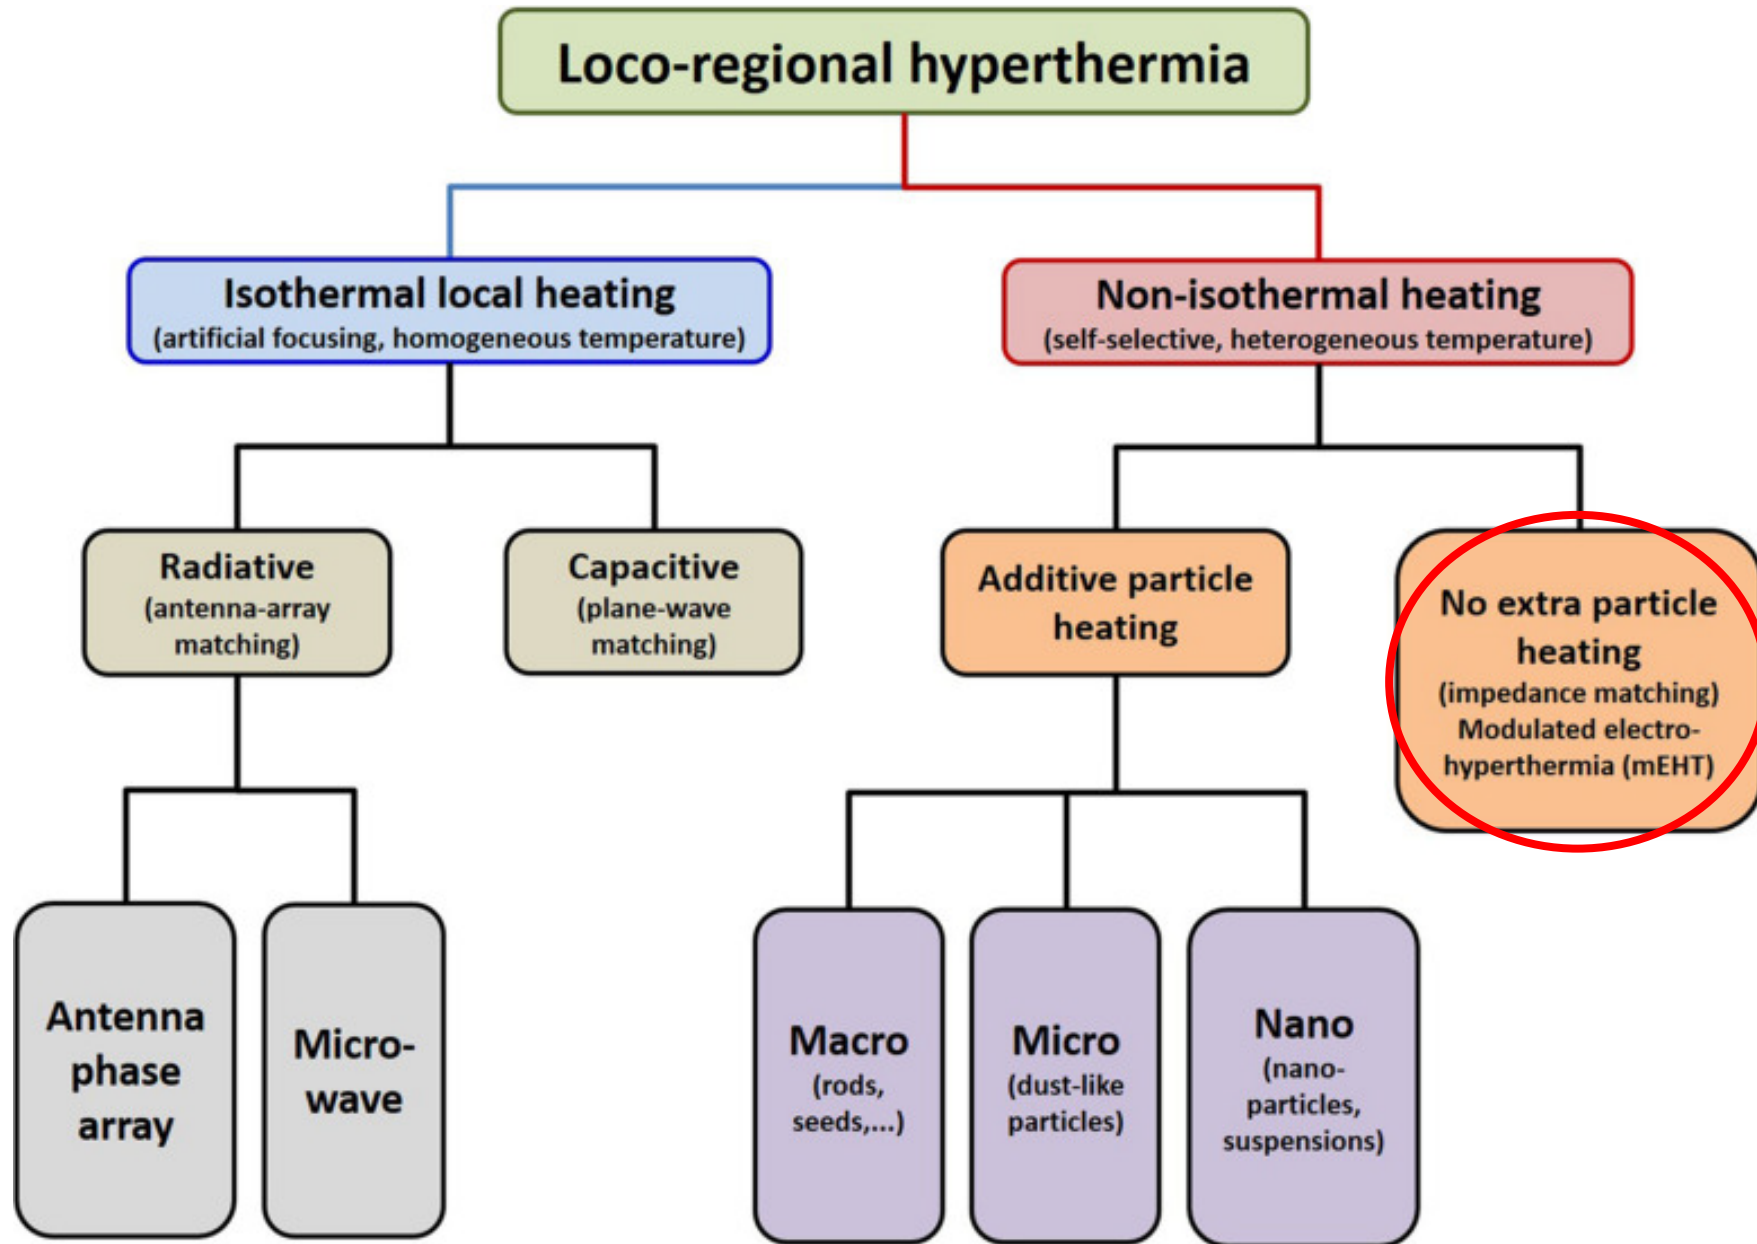 Loco-regional hyperthermia
Isothermal local heating
(artificial focusing, homogeneous temperature)
Non-isothermal heating
(self-selective, heterogeneous temperature)
Radiative
(antenna-array
matching)
Capacitive
(plane-wave
matching)
Additive particle
heating
No extra particle
heating
(impedance matching)
Modulated electro-
hyperthermia (mEHT)
Antenna
phase
array
Micro-
wave
Macro
(rods,
seeds,...)
Micro
(dust-like
particles)
Nano
(nano-
particles,
suspensions)